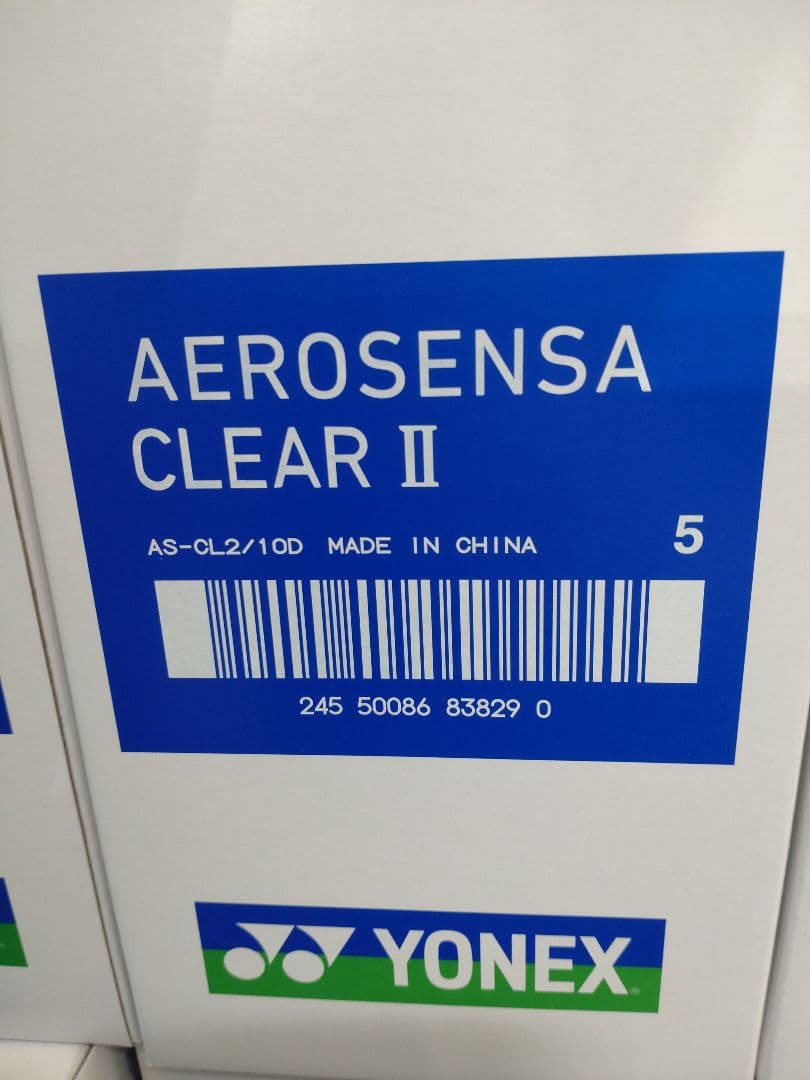 AEROSENSA
CLEAR Ⅱ
AS-CL2/10D MADE IN CHINA 5
245 50086 83829 0
YONEX